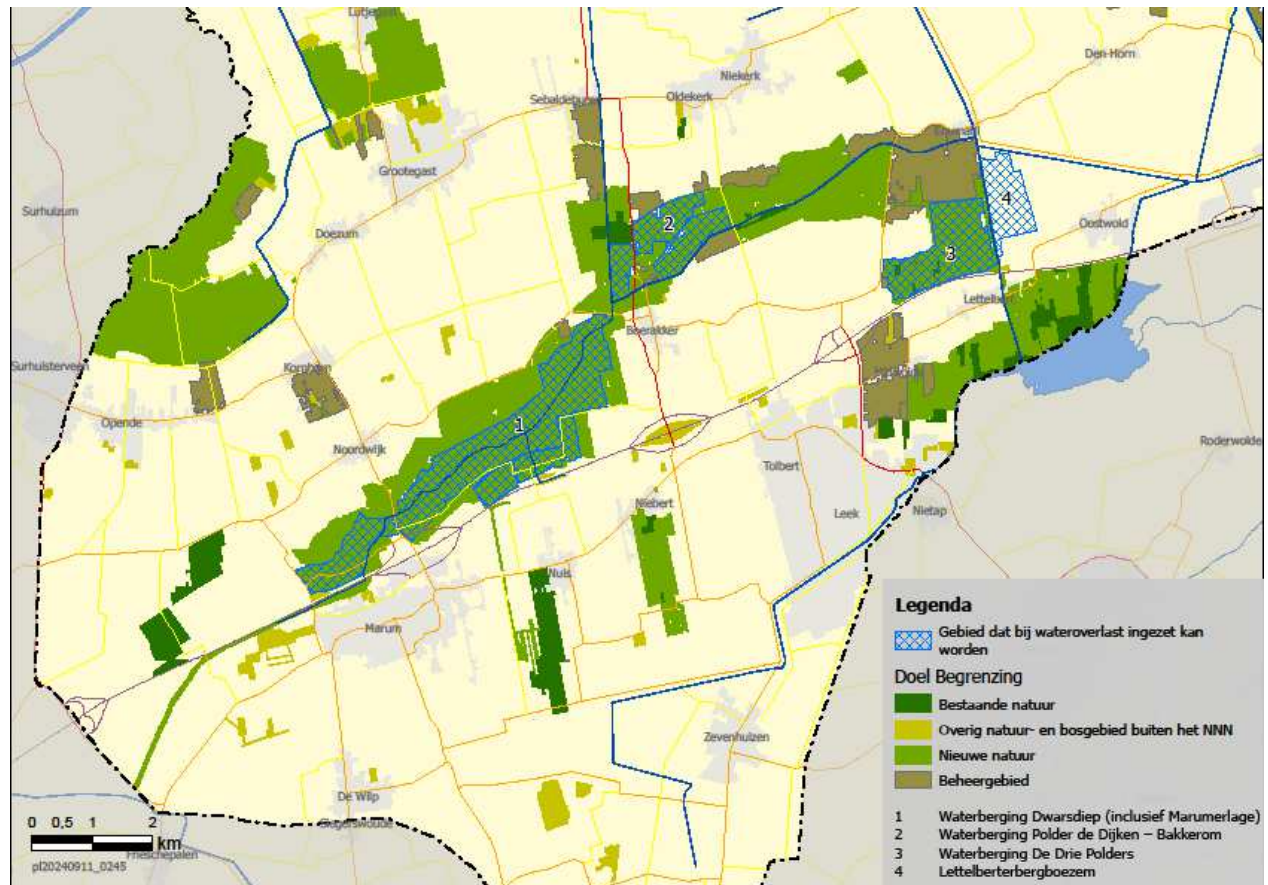 Lutjegast
Den Horn
Niekerk
Oldekerk
Sebaldeburen
Grootegast
Surhuizum
Doezum
Oostwold
Lettelbert
Boerakker
Surhuisterveen
Kornhorn
Opende
Noordwijk
Roderwolde
Tolbert
Niebert
Leek
Nietap
Nuis
Marum
Zevenhuizen
De Wilp
Siegerswoude
Frieschepalen
1
2
3
4
0 0,5 1 2
km
pl20240911_0245
Legenda
Gebied dat bij wateroverlast ingezet kan
worden
Doel Begrenzing
Bestaande natuur
Overig natuur- en bosgebied buiten het NNN
Nieuwe natuur
Beheergebied
1 Waterberging Dwarsdiep (inclusief Marumerlage)
2 Waterberging Polder de Dijken – Bakkerom
3 Waterberging De Drie Polders
4 Lettelberterbergboezem